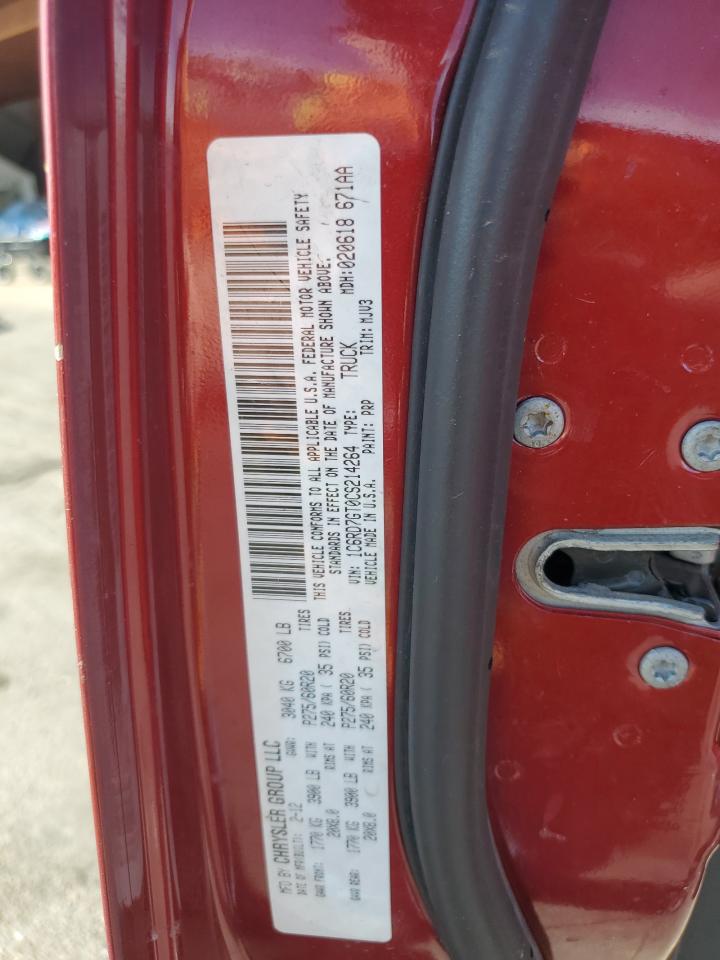 MFD BY CHRYSLER GROUP LLC
DATE OF MFR/BUILT: 2-12 GVWR: 3040 KG 6700 LB
GAWR FRONT: 1770 KG 3900 LB WITH P275/60R20 TIRES
20X8.0 RIMS AT 240 KPA ( 35 PSI) COLD
GAWR REAR: 1770 KG 3900 LB WITH P275/60R20 TIRES
20X8.0 RIMS AT 240 KPA ( 35 PSI) COLD
THIS VEHICLE CONFORMS TO ALL APPLICABLE U.S.A. FEDERAL MOTOR VEHICLE SAFETY
STANDARDS IN EFFECT ON THE DATE OF MANUFACTURE SHOWN ABOVE.
VIN: 1C6RD7GT0CS214264 TYPE: TRUCK MDH:020618 671AA
VEHICLE MADE IN U.S.A. PAINT: PRP TRIM: MJV3